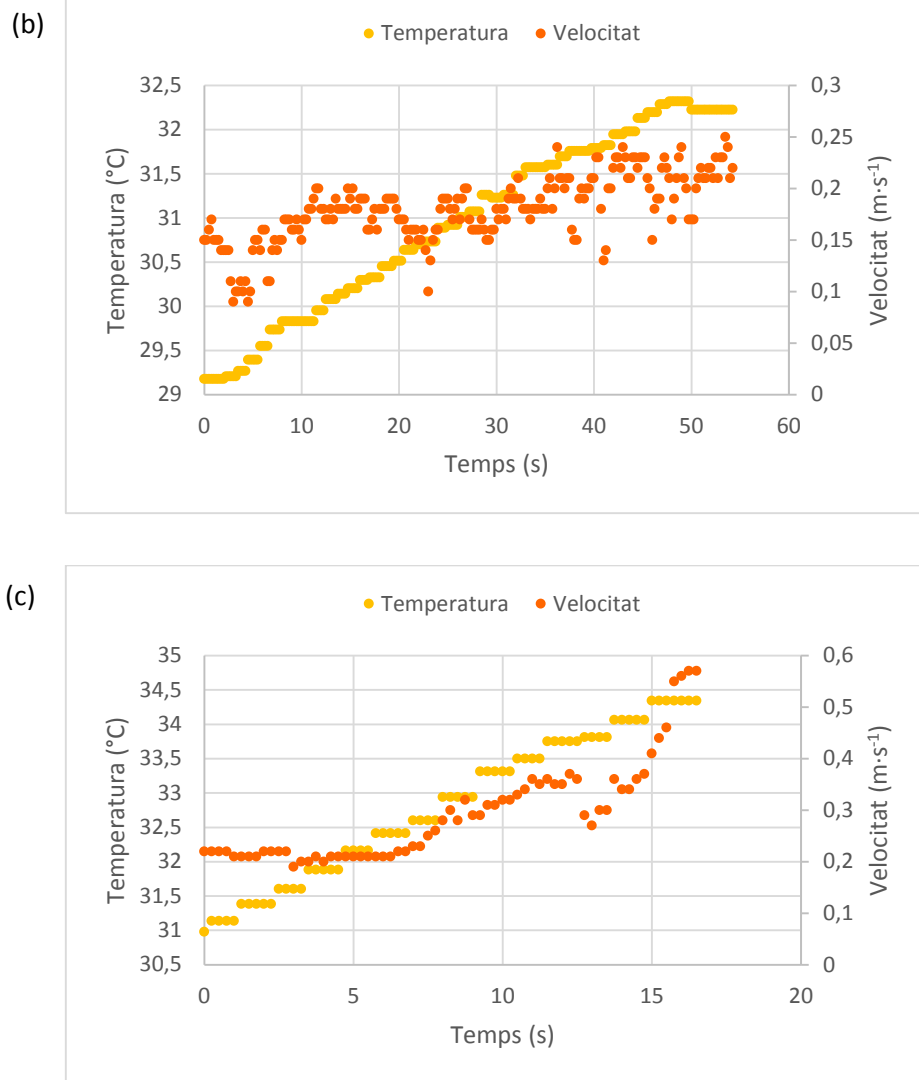 (b)
Temperatura Velocitat
32,5 0,3
32 0,25
31,5 0,2
31 0,15
30,5 0,1
30 0,05
29,5 0
29
Temperatura (°C)
Velocitat (m·s⁻¹)
0 10 20 30 40 50 60
Temps (s)
(c)
Temperatura Velocitat
35 0,6
34,5 0,5
34 0,4
33,5 0,3
33 0,2
32,5 0,1
32 0
31,5
31
30,5
Temperatura (°C)
Velocitat (m·s⁻¹)
0 5 10 15 20
Temps (s)